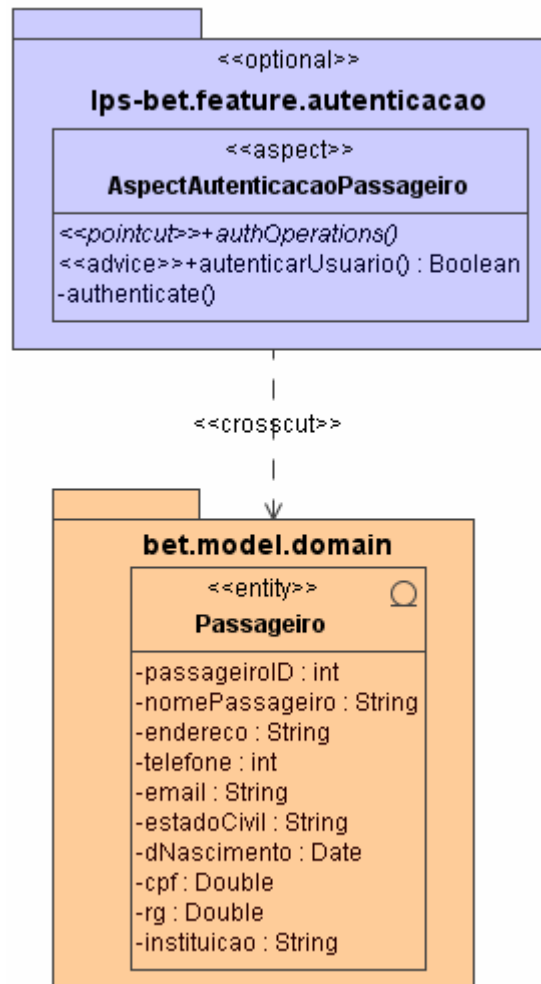 <<optional>>
lps-bet.feature.autenticacao
<<aspect>>
AspectAutenticacaoPassageiro
<<pointcut>>+authOperations()
<<advice>>+autenticarUsuario() : Boolean
-authenticate()
<<crosscut>>
bet.model.domain
<<entity>>
Passageiro
-passageiroID : int
-nomePassageiro : String
-endereco : String
-telefone : int
-email : String
-estadoCivil : String
-dNascimento : Date
-cpf : Double
-rg : Double
-instituicao : String